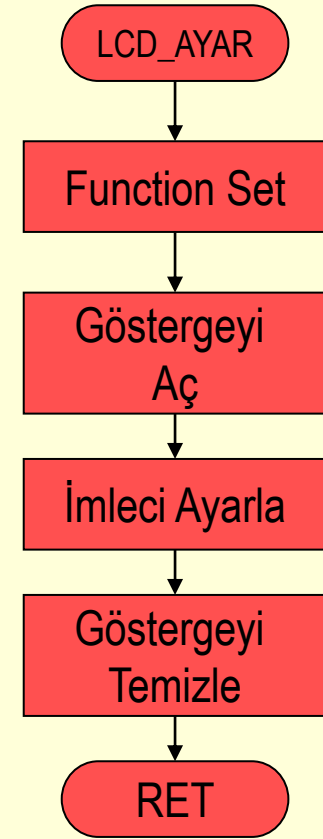 LCD_AYAR
Function Set
Göstergeyi
Aç
İmleci Ayarla
Göstergeyi
Temizle
RET